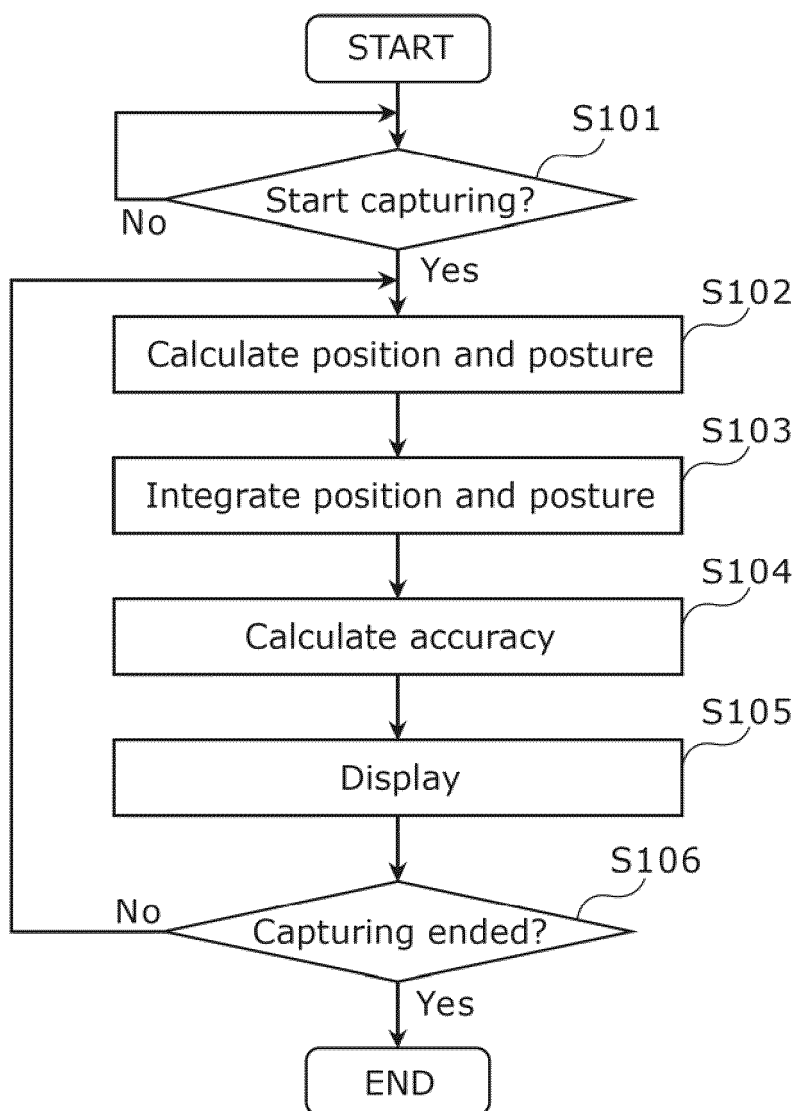 START
S101
Start capturing?
No
Yes
S102
Calculate position and posture
S103
Integrate position and posture
S104
Calculate accuracy
S105
Display
S106
No
Capturing ended?
Yes
END